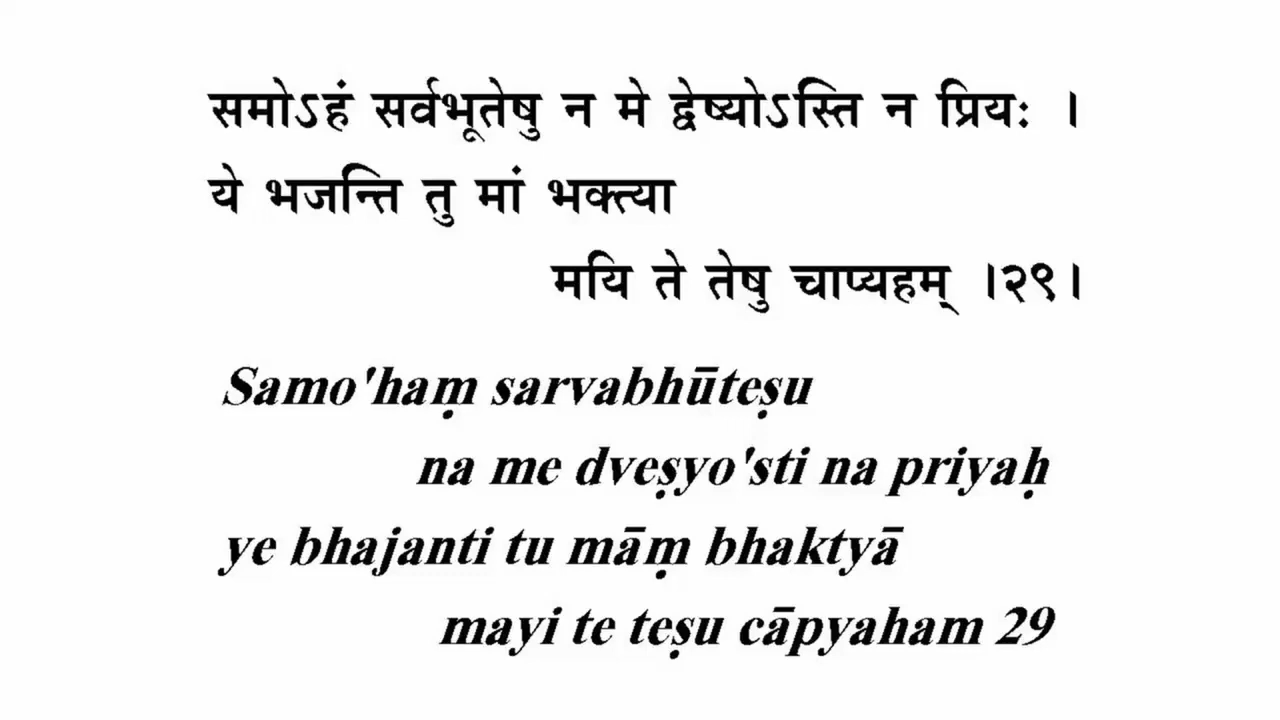 समोऽहं सर्वभूतेषु न मे द्वेष्योऽस्ति न प्रियः ।
ये भजन्ति तु मां भक्त्या
मयि ते तेषु चाप्यहम् ।२९।
Samo'haṃ sarvabhūteṣu
na me dveṣyo'sti na priyaḥ
ye bhajanti tu māṃ bhaktyā
mayi te teṣu cāpyaham 29